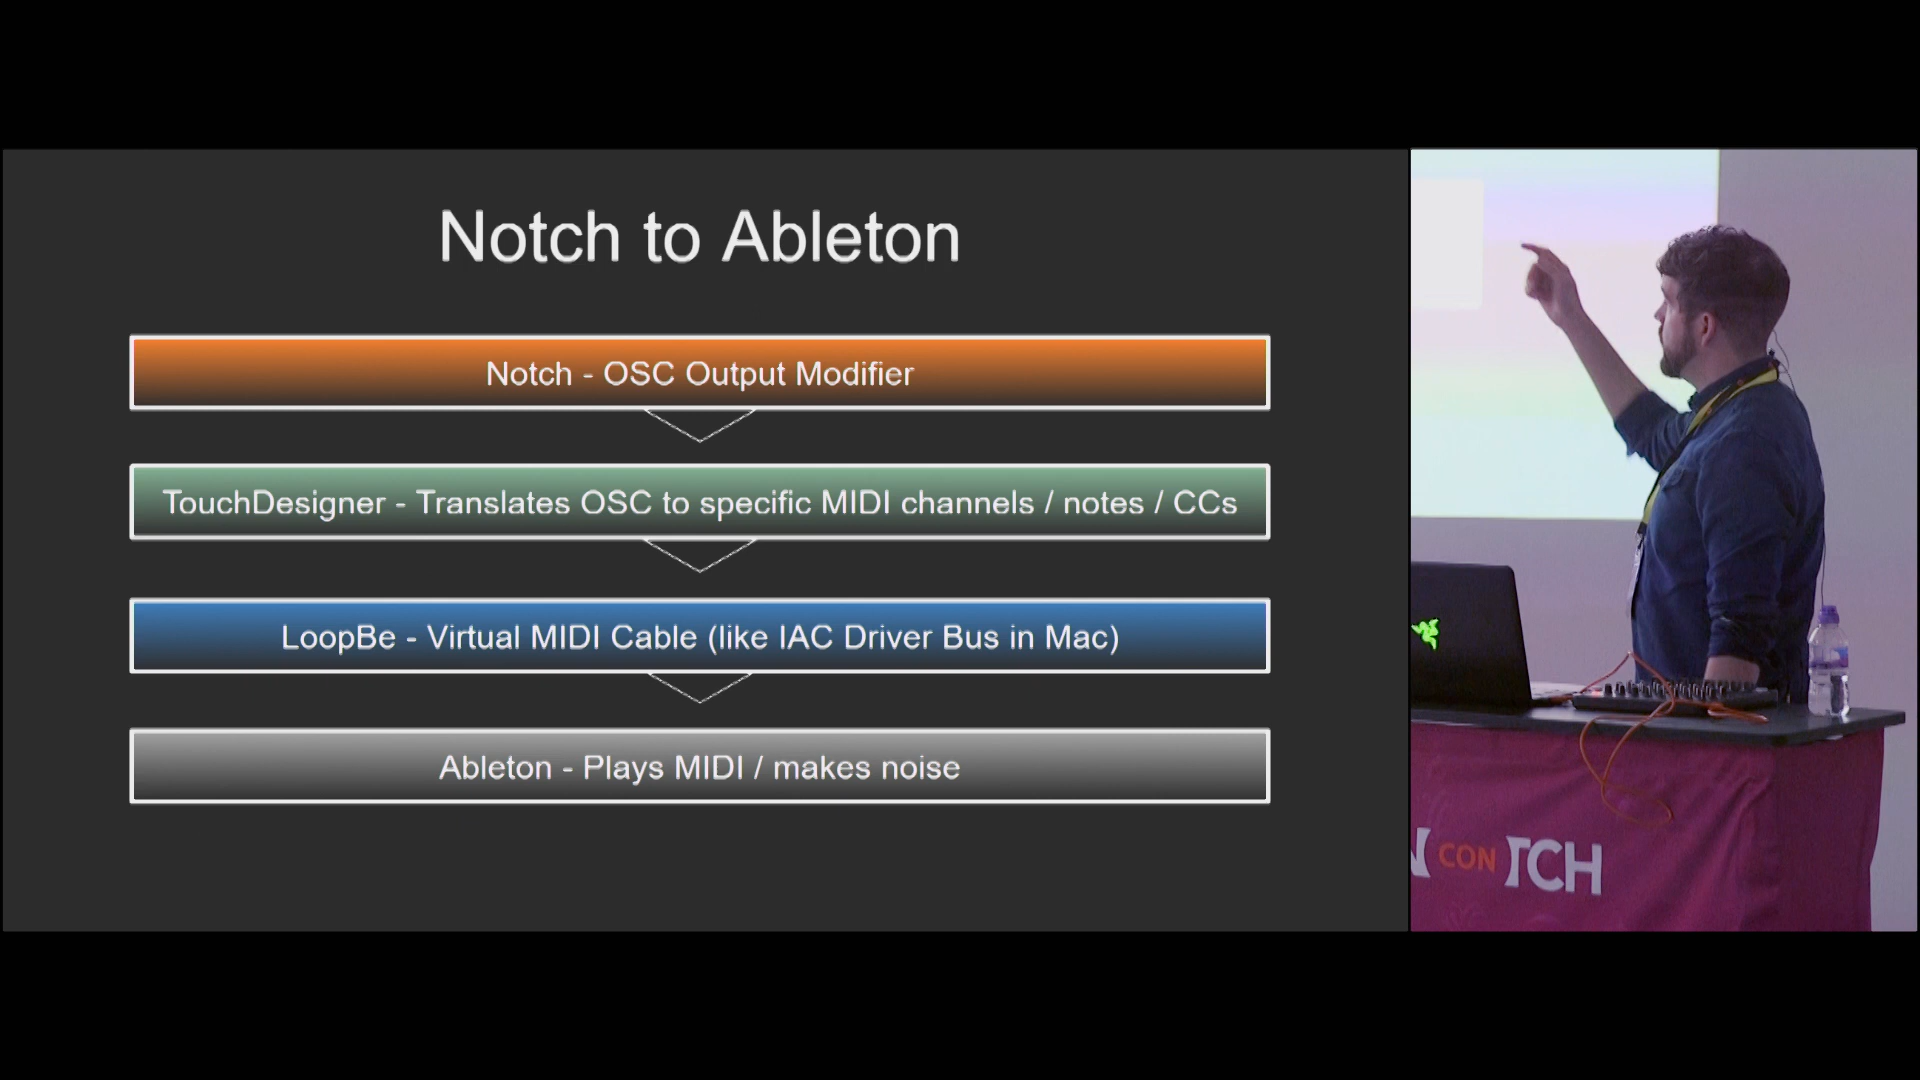 Notch to Ableton
Notch - OSC Output Modifier
TouchDesigner - Translates OSC to specific MIDI channels / notes / CCs
LoopBe - Virtual MIDI Cable (like IAC Driver Bus in Mac)
Ableton - Plays MIDI / makes noise
CON